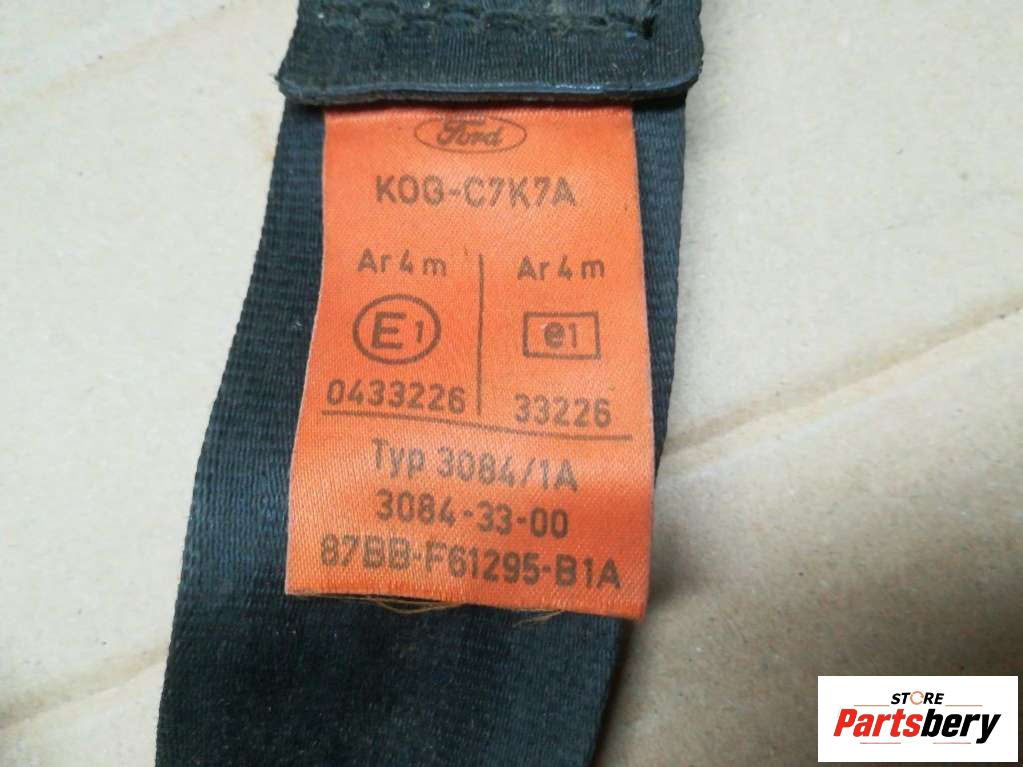 Ford
KOG-C7K7A
Ar4m Ar4m
E1 e1
0433226 33226
Typ 3084/1A
3084-33-00
87BB-F61295-B1A
STORE
Partsbery